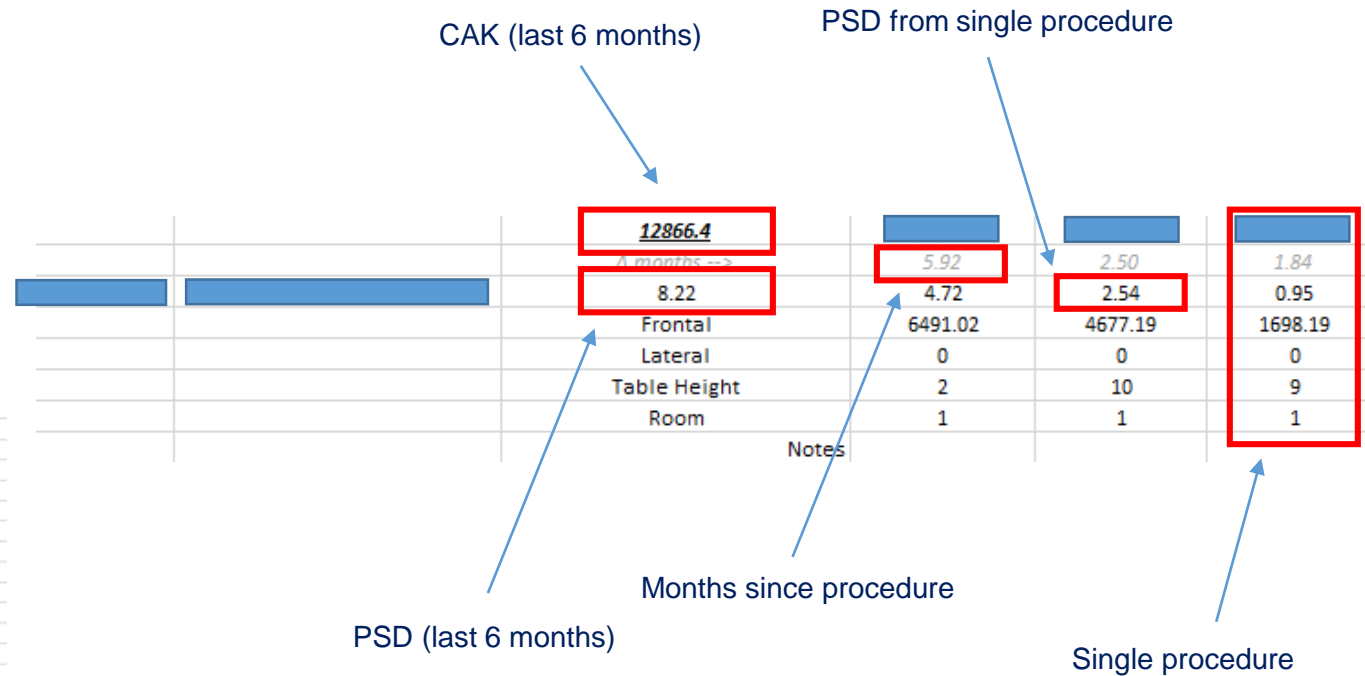 PSD from single procedure
CAK (last 6 months)
12866.4
Δ months --> 5.92 2.50 1.84
8.22 4.72 2.54 0.95
Frontal 6491.02 4677.19 1698.19
Lateral 0 0 0
Table Height 2 10 9
Room 1 1 1
Notes
Months since procedure
PSD (last 6 months)
Single procedure